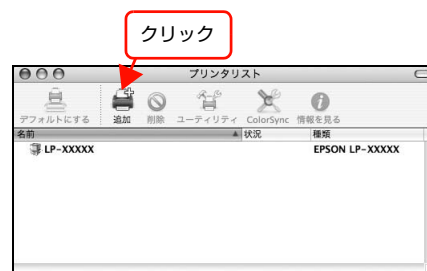 クリック
プリンタリスト
デフォルトにする 追加 削除 ユーティリティ ColorSync 情報を見る
名前 状況 種類
LP-XXXXX EPSON LP-XXXXX